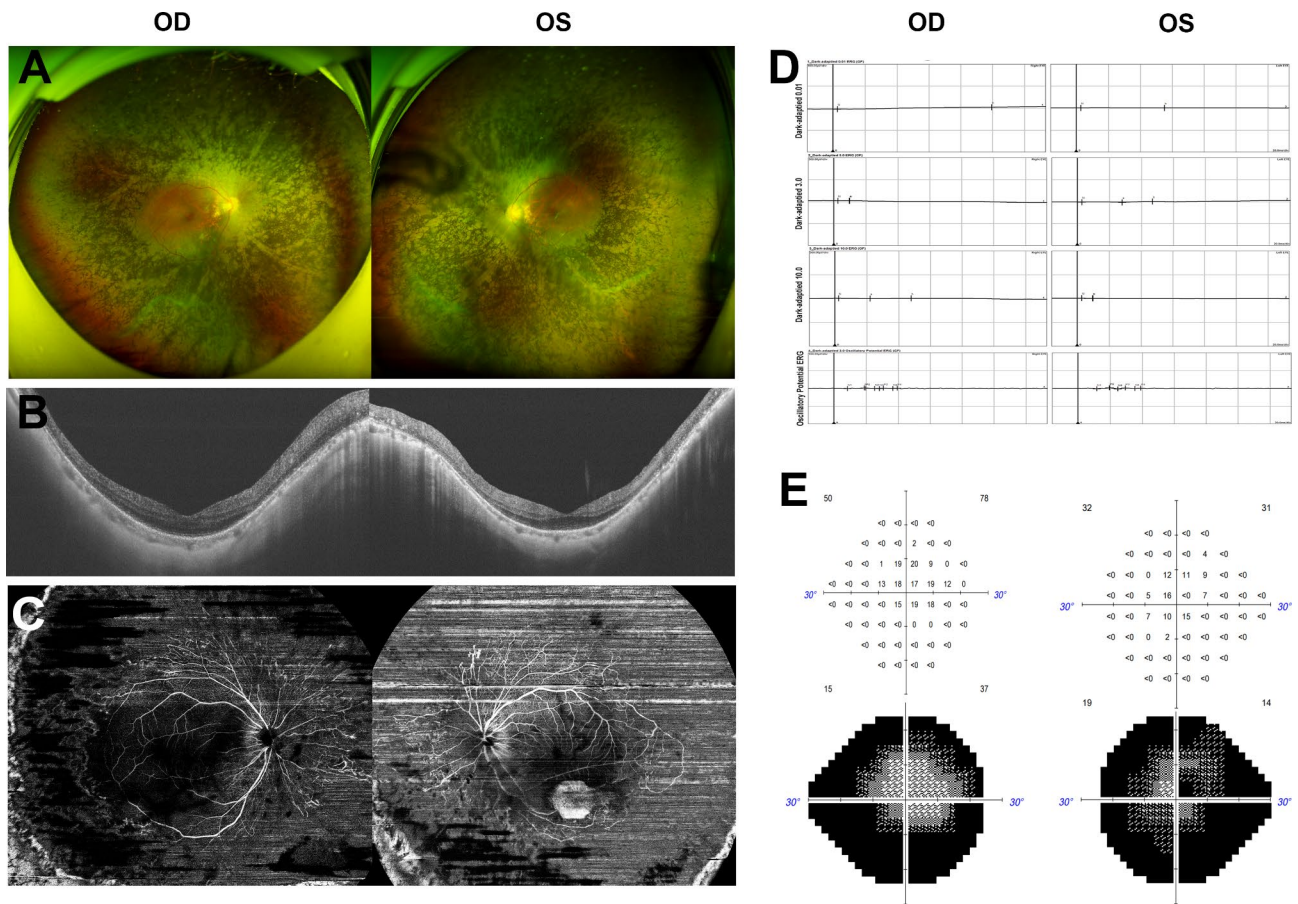 OD
OS
OD
OS
A
B
C
D
Dark-adaptied 0.01
Dark-adaptied 3.0
Dark-adaptied 10.0
Oscillatory Potential ERG
E
50 78
<0 <0 <0 <0
<0 <0 <0 2 <0 <0
<0 <0 1 19 20 9 0 <0
<0 <0 <0 13 18 17 19 12 0
30° 30°
<0 <0 <0 <0 15 19 18 <0 <0
<0 <0 <0 <0 0 0 <0 <0
<0 <0 <0 <0 <0 <0
<0 <0 <0 <0
15 37
30° 30°
32 31
<0 <0 <0 <0
<0 <0 <0 <0 4 <0
<0 <0 0 12 11 9 <0 <0
<0 <0 5 16 <0 7 <0 <0 <0
30° 30°
<0 <0 7 10 15 <0 <0 <0 <0
<0 <0 0 2 <0 <0 <0 <0
<0 <0 <0 <0 <0 <0
<0 <0 <0 <0
19 14
30° 30°